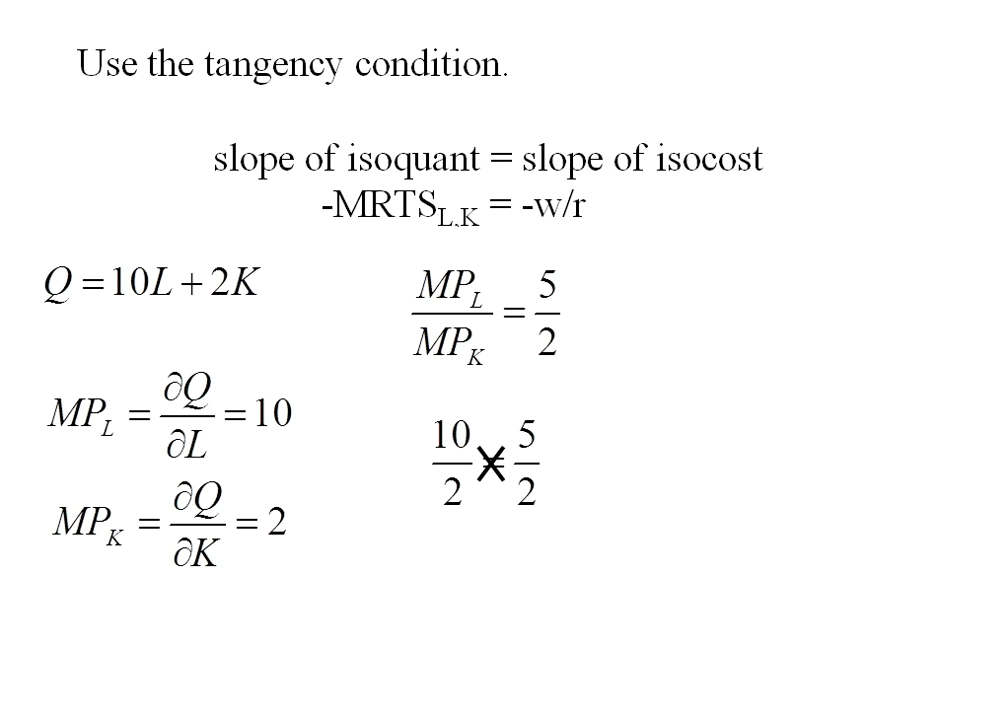 Use the tangency condition.
slope of isoquant = slope of isocost
-MRTS_{L,K} = -w/r
Q = 10L + 2K
MP_L = ∂Q/∂L = 10
MP_K = ∂Q/∂K = 2
MP_L/MP_K = 5/2
10/2 ≠ 5/2